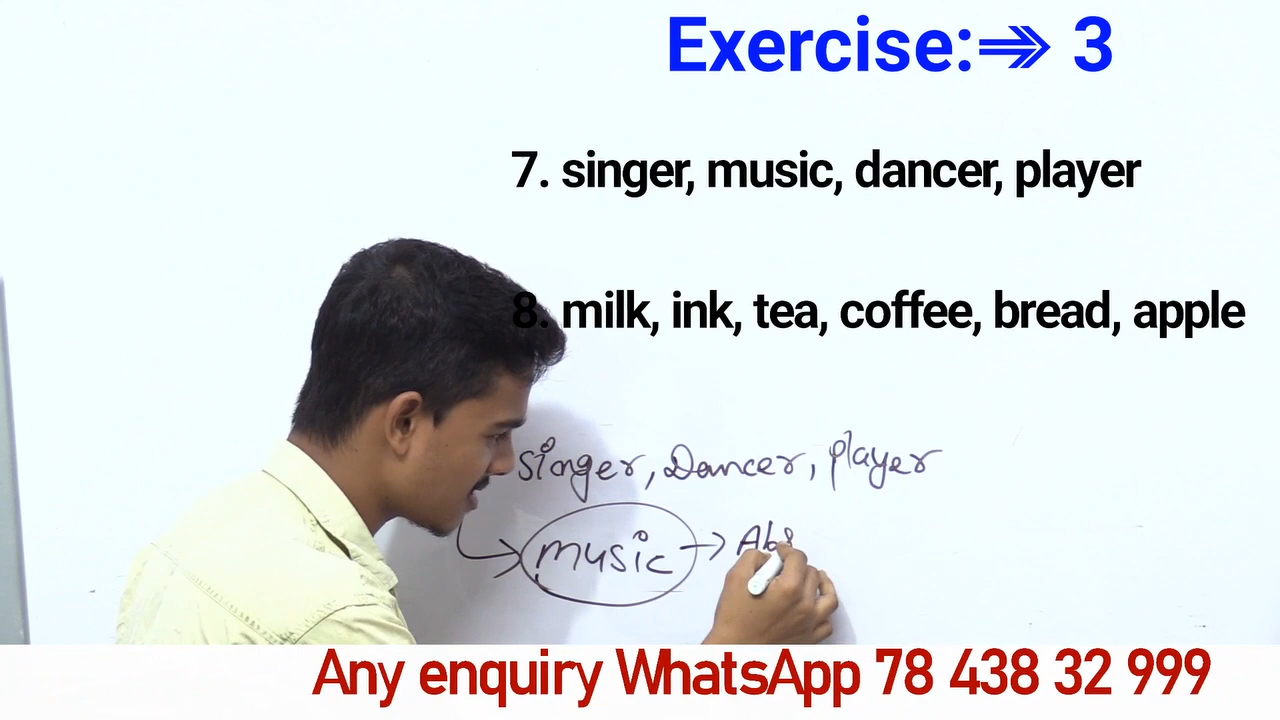 Exercise:⇒ 3
7. singer, music, dancer, player
8. milk, ink, tea, coffee, bread, apple
singer, Dancer, player
music → Abs
Any enquiry WhatsApp 78 438 32 999